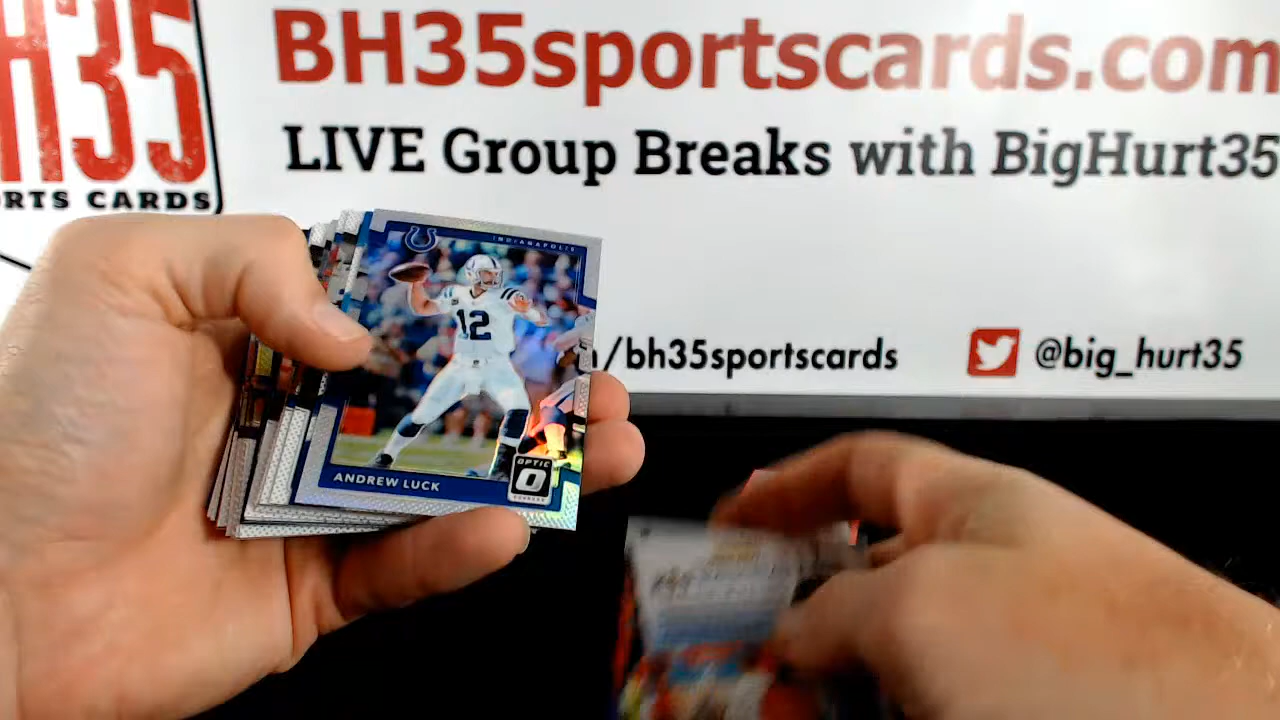 H35
RTS CARDS
BH35sportscards.com
LIVE Group Breaks with BigHurt35
/bh35sportscards
@big_hurt35
INDIANAPOLIS
12
ANDREW LUCK
OPTIC